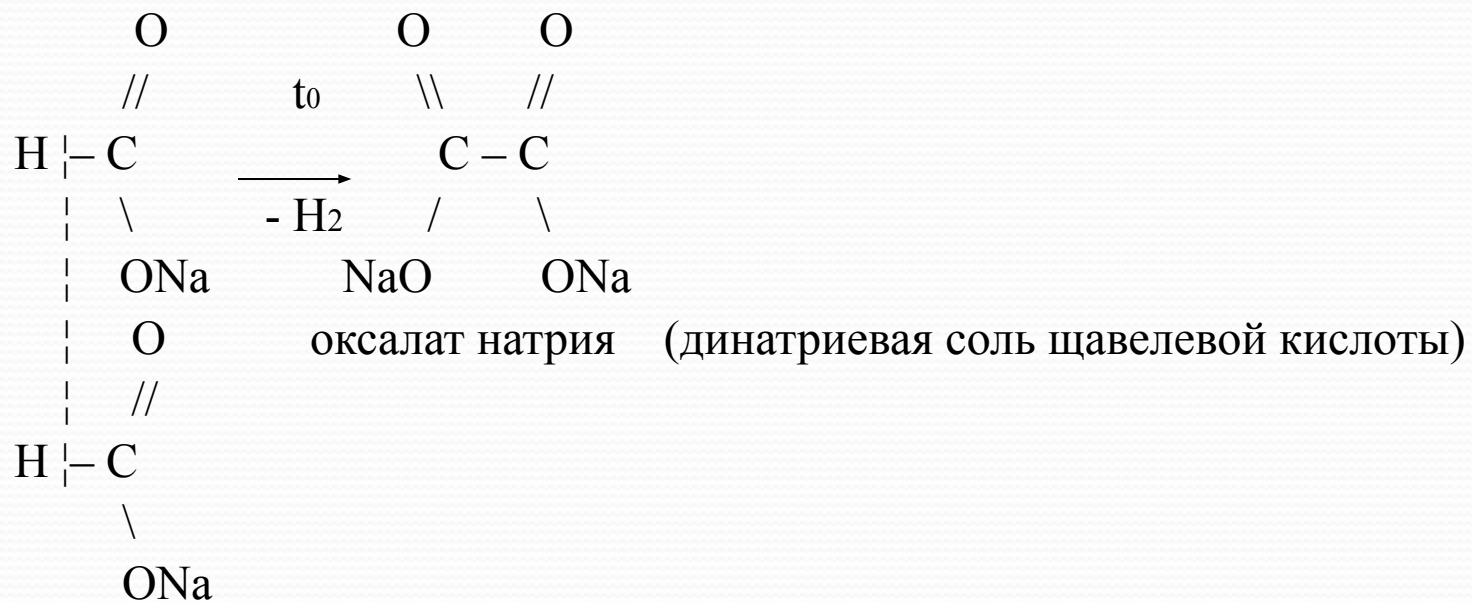 O O O
// t0 \\ //
H ¦– C C – C
¦ \ - H2 / \
¦ ONa NaO ONa
¦ O оксалат натрия (динатриевая соль щавелевой кислоты)
¦ //
H ¦– C
\
ONa